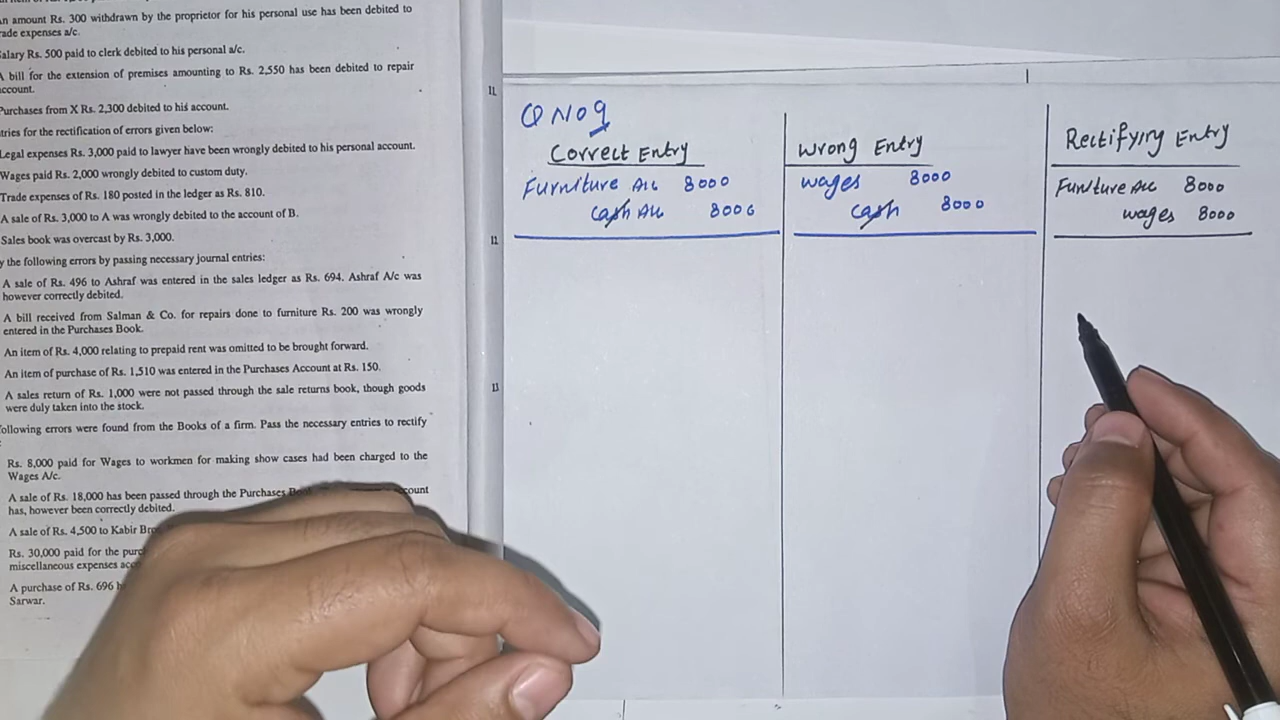 an amount Rs. 300 withdrawn by the proprietor for his personal use has been debited to
rade expenses a/c.
Salary Rs. 500 paid to clerk debited to his personal a/c.
A bill for the extension of premises amounting to Rs. 2,550 has been debited to repair
account.
Purchases from X Rs. 2,300 debited to his account.
tries for the rectification of errors given below:
Legal expenses Rs. 3,000 paid to lawyer have been wrongly debited to his personal account.
Wages paid Rs. 2,000 wrongly debited to custom duty.
Trade expenses of Rs. 180 posted in the ledger as Rs. 810.
A sale of Rs. 3,000 to A was wrongly debited to the account of B.
Sales book was overcast by Rs. 3,000.
y the following errors by passing necessary journal entries:
A sale of Rs. 496 to Ashraf was entered in the sales ledger as Rs. 694. Ashraf A/c was
however correctly debited.
A bill received from Salman & Co. for repairs done to furniture Rs. 200 was wrongly
entered in the Purchases Book.
An item of Rs. 4,000 relating to prepaid rent was omitted to be brought forward.
An item of purchase of Rs. 1,510 was entered in the Purchases Account at Rs. 150.
A sales return of Rs. 1,000 were not passed through the sale returns book, though goods
were duly taken into the stock.
ollowing errors were found from the Books of a firm. Pass the necessary entries to rectify
:
Rs. 8,000 paid for Wages to workmen for making show cases had been charged to the
Wages A/c.
A sale of Rs. 18,000 has been passed through the Purchases account
has, however been correctly debited.
A sale of Rs. 4,500 to Kabir
Rs. 30,000 paid for the
miscellaneous expenses
A purchase of Rs. 696
Sarwar.
11
11
11
Q No 9
Correct Entry
Furniture A/c 8000
cash A/c 8000
Wrong Entry
wages 8000
cash 8000
Rectifying Entry
Furniture A/c 8000
wages 8000